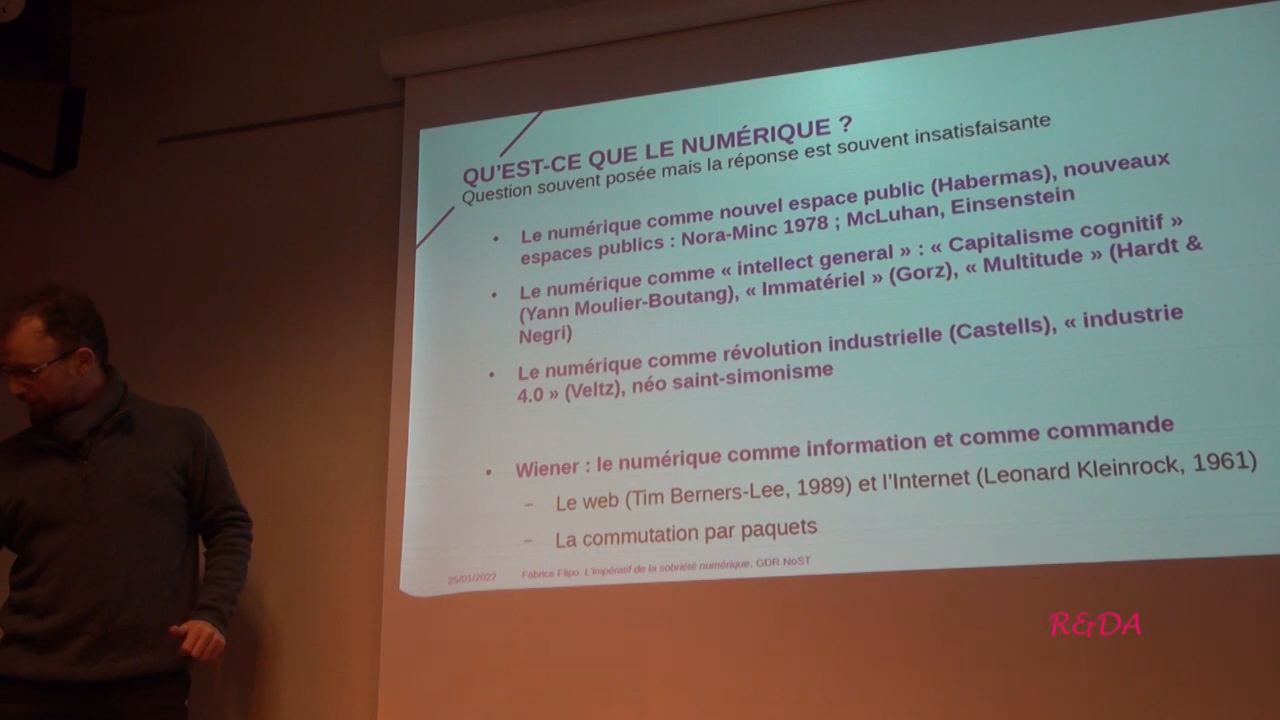 QU'EST-CE QUE LE NUMÉRIQUE ?
Question souvent posée mais la réponse est souvent insatisfaisante
• Le numérique comme nouvel espace public (Habermas), nouveaux
espaces publics : Nora-Minc 1978 ; McLuhan, Einsenstein
• Le numérique comme « intellect general » : « Capitalisme cognitif »
(Yann Moulier-Boutang), « Immatériel » (Gorz), « Multitude » (Hardt &
Negri)
• Le numérique comme révolution industrielle (Castells), « industrie
4.0 » (Veltz), néo saint-simonisme
• Wiener : le numérique comme information et comme commande
– Le web (Tim Berners-Lee, 1989) et l'Internet (Leonard Kleinrock, 1961)
– La commutation par paquets
25/01/2022 Fabrice Flipo. L'impératif de la sobriété numérique. GDR NoST
R&DA